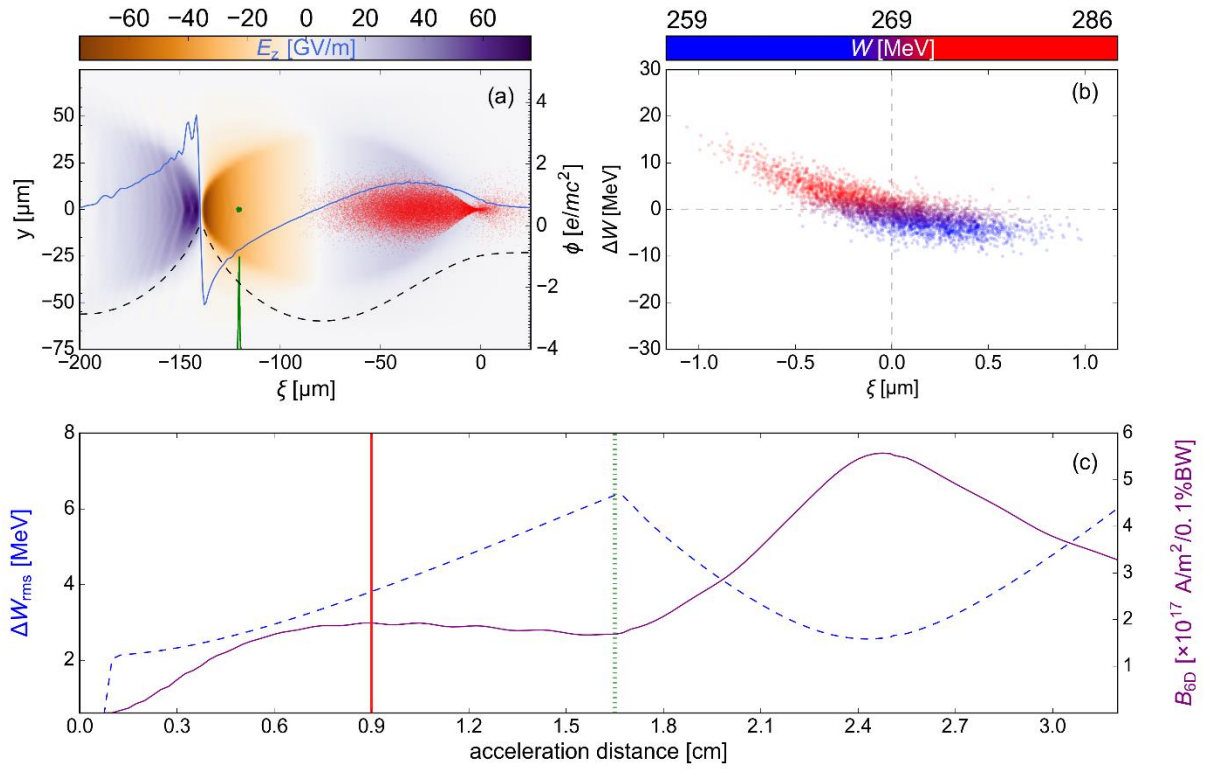 −60 −40 −20 0 20 40 60
E_z [GV/m]
(a)
y [μm]
50
25
0
−25
−50
75
−200 −150 −100 −50 0
ξ [μm]
4
2
0
−2
−4
ϕ [e/mc²]
259 269 286
W [MeV]
(b)
ΔW [MeV]
30
20
10
0
−10
−20
−30
−1.0 −0.5 0.0 0.5 1.0
ξ [μm]
(c)
ΔW_rms [MeV]
8
6
4
2
0.0 0.3 0.6 0.9 1.2 1.5 1.8 2.1 2.4 2.7 3.0
acceleration distance [cm]
6
5
4
3
2
1
B_6D [×10¹⁷ A/m²/0.1%BW]